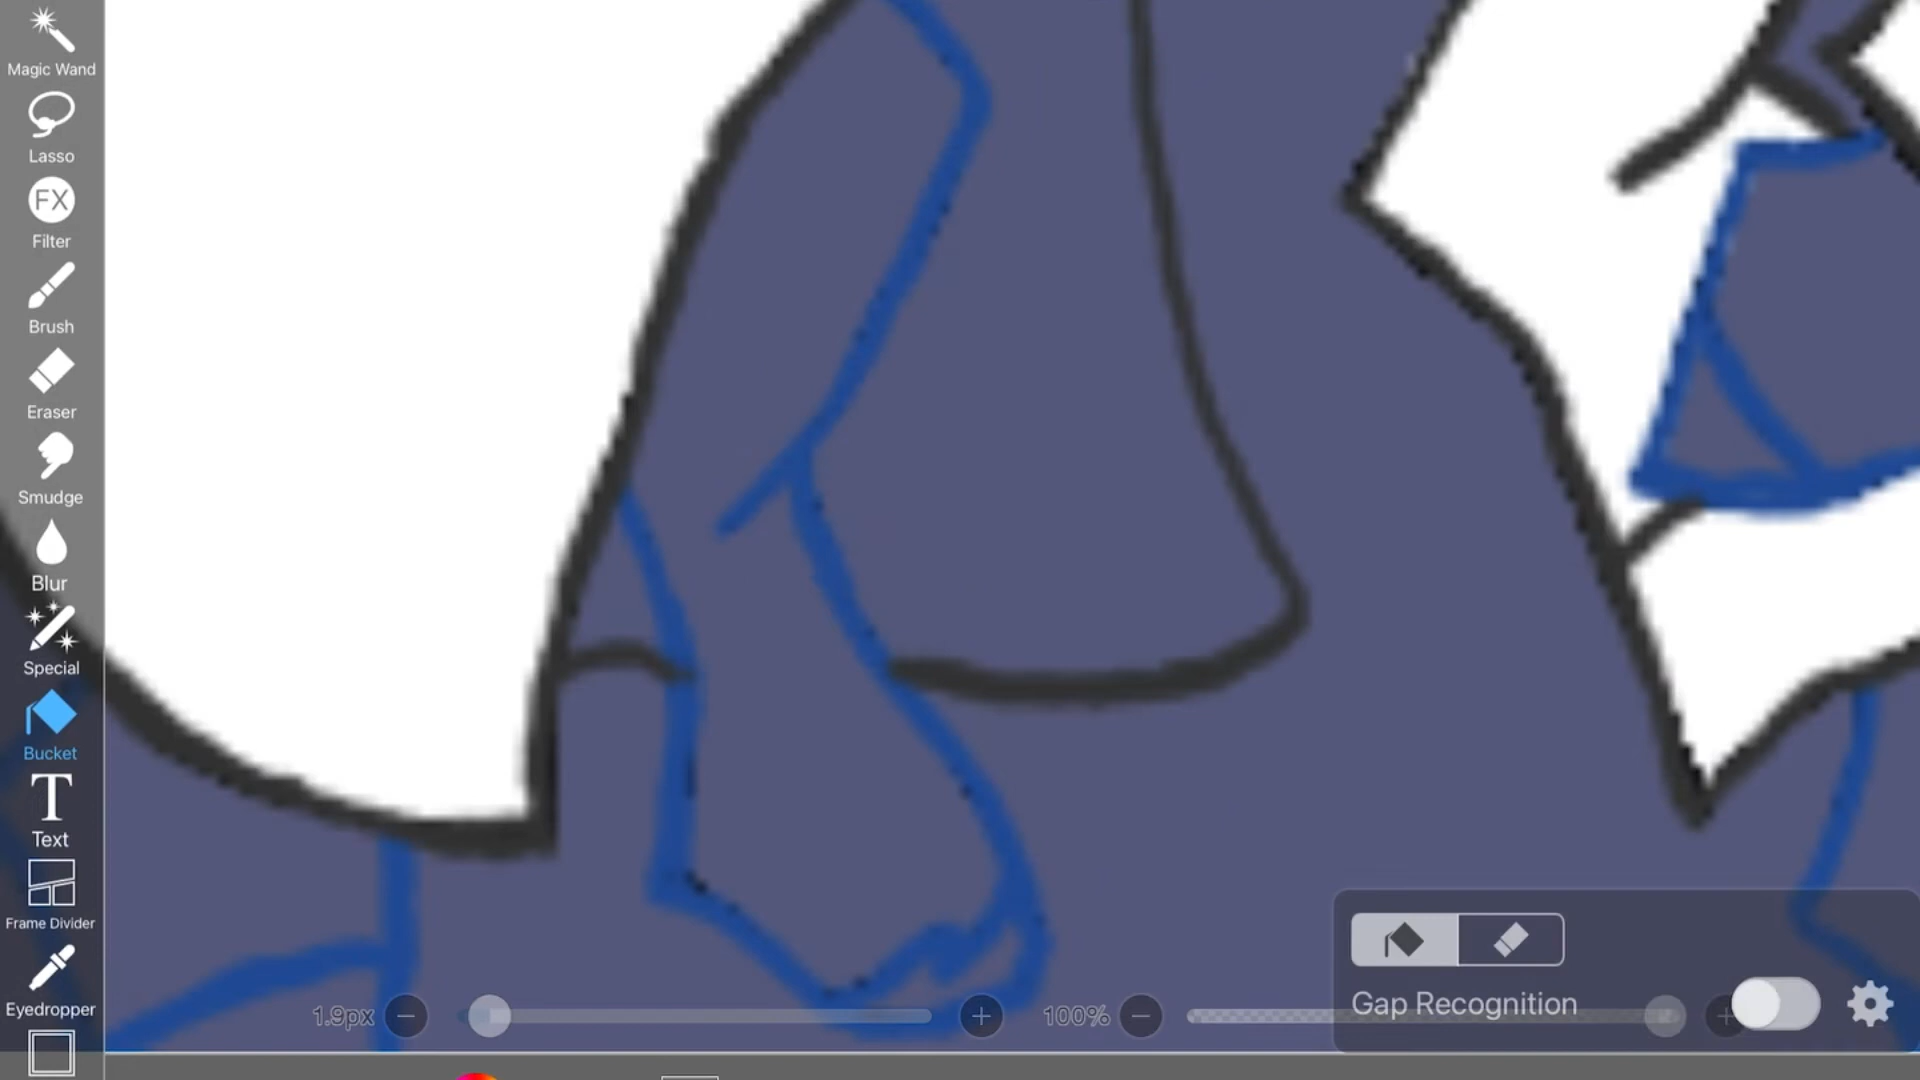 Magic Wand
Lasso
FX
Filter
Brush
Eraser
Smudge
Blur
Special
Bucket
T
Text
Frame Divider
Eyedropper
1.9px
100%
Gap Recognition